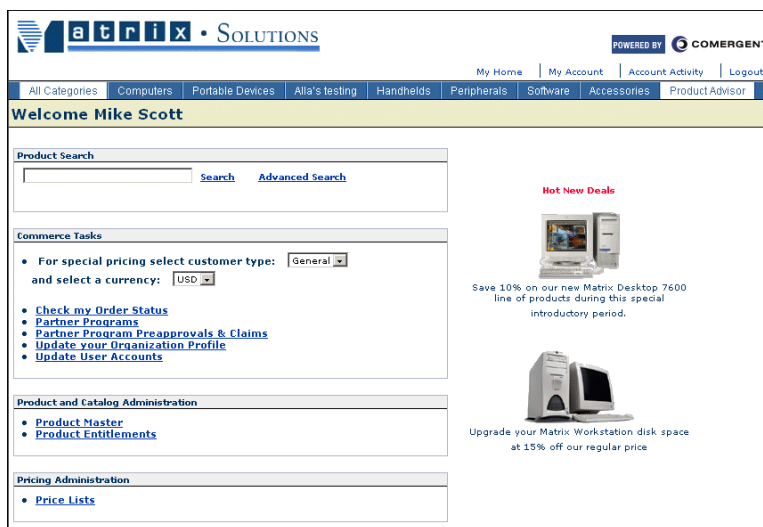 atrix • SOLUTIONS
POWERED BY COMERGENT
My Home | My Account | Account Activity | Logout
All Categories Computers Portable Devices Alla's testing Handhelds Peripherals Software Accessories Product Advisor
Welcome Mike Scott
Product Search
Search Advanced Search
Commerce Tasks
• For special pricing select customer type: General
and select a currency: USD
• Check my Order Status
• Partner Programs
• Partner Program Preapprovals & Claims
• Update your Organization Profile
• Update User Accounts
Product and Catalog Administration
• Product Master
• Product Entitlements
Pricing Administration
• Price Lists
Hot New Deals
Save 10% on our new Matrix Desktop 7600
line of products during this special
introductory period.
Upgrade your Matrix Workstation disk space
at 15% off our regular price